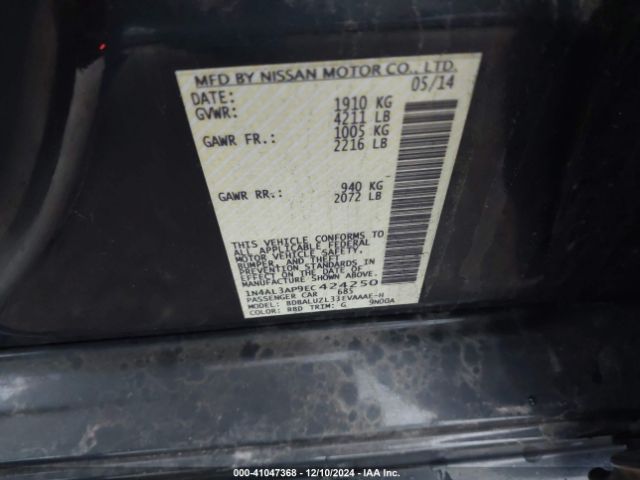 MFD BY NISSAN MOTOR CO., LTD.
DATE: 05/14
GVWR: 1910 KG
4211 LB
GAWR FR.: 1005 KG
2216 LB
GAWR RR.: 940 KG
2072 LB
THIS VEHICLE CONFORMS TO
ALL APPLICABLE FEDERAL
MOTOR VEHICLE SAFETY,
BUMPER, AND THEFT
PREVENTION STANDARDS
IN EFFECT ON THE DATE OF
MANUFACTURE SHOWN ABOVE.
1N4AL3AP9EC424250
PASSENGER CAR 685
MODEL: BDBALUZL33EVAAAE-H
COLOR: RBD TRIM: G 9N00A
000-41047368 - 12/10/2024 - IAA Inc.